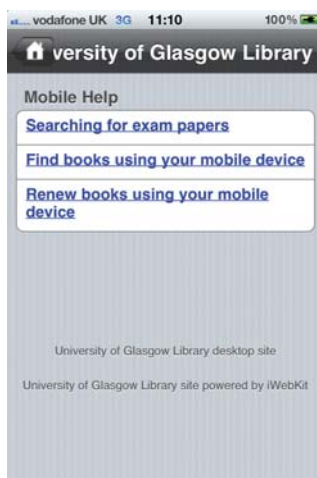 vodafone UK 3G 11:10 100%
versity of Glasgow Library
Mobile Help
Searching for exam papers
Find books using your mobile device
Renew books using your mobile
device
University of Glasgow Library desktop site
University of Glasgow Library site powered by iWebKit